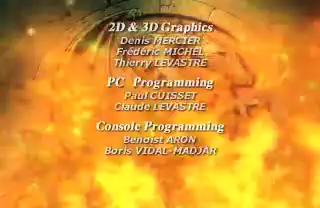 2D & 3D Graphics
Denis MERCIER
Frédéric MICHEL
Thierry LEVASTRE
PC Programming
Paul CUISSET
Claude LEVASTRE
Console Programming
Benoist ARON
Boris VIDAL-MADJAR